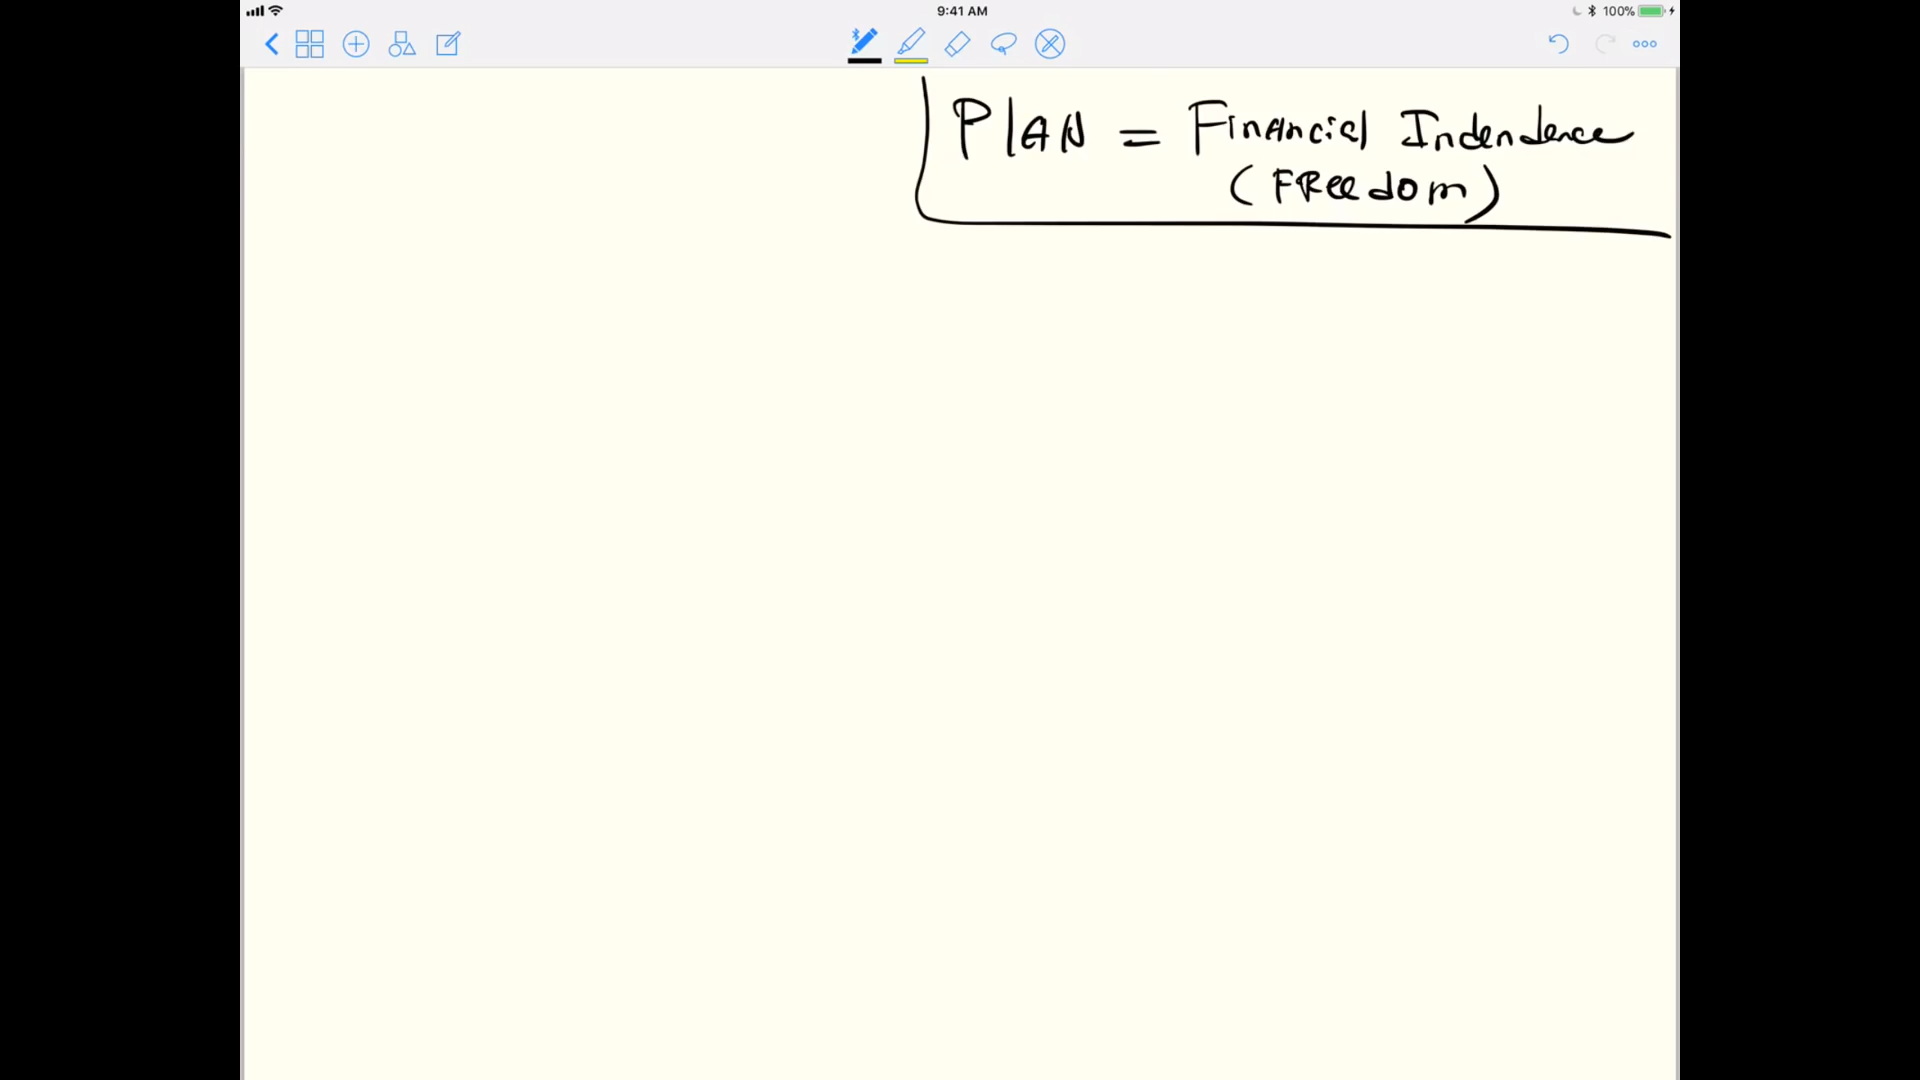 9:41 AM
100%
PlAN = Financial Indendence
(FReedom)